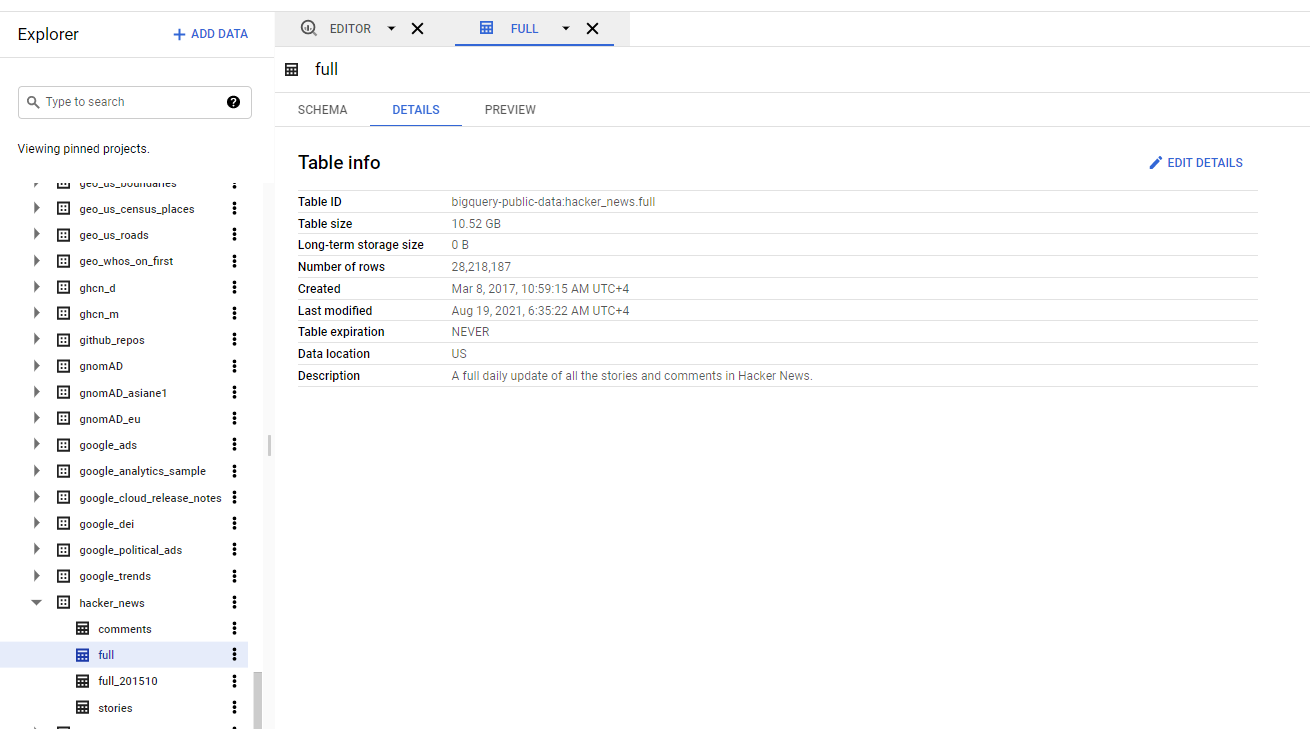 Explorer
ADD DATA
Type to search
Viewing pinned projects.
geo_us_boundaries
geo_us_census_places
geo_us_roads
geo_whos_on_first
ghcn_d
ghcn_m
github_repos
gnomAD
gnomAD_asiane1
gnomAD_eu
google_ads
google_analytics_sample
google_cloud_release_notes
google_dei
google_political_ads
google_trends
hacker_news
comments
full
full_201510
stories
EDITOR
FULL
full
SCHEMA DETAILS PREVIEW
Table info
EDIT DETAILS
Table ID bigquery-public-data:hacker_news.full
Table size 10.52 GB
Long-term storage size 0 B
Number of rows 28,218,187
Created Mar 8, 2017, 10:59:15 AM UTC+4
Last modified Aug 19, 2021, 6:35:22 AM UTC+4
Table expiration NEVER
Data location US
Description A full daily update of all the stories and comments in Hacker News.